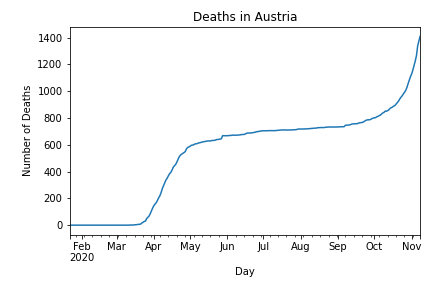 Deaths in Austria
Number of Deaths
1400
1200
1000
800
600
400
200
0
Feb Mar Apr May Jun Jul Aug Sep Oct Nov
2020
Day